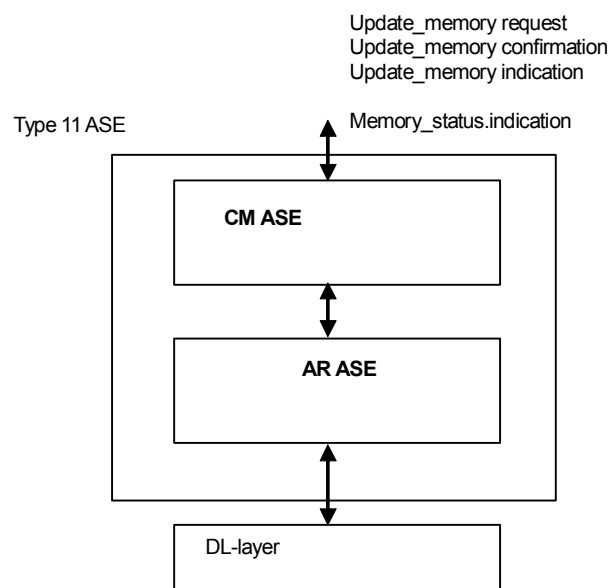 Update_memory request
Update_memory confirmation
Update_memory indication
Type 11 ASE
Memory_status.indication
CM ASE
AR ASE
DL-layer